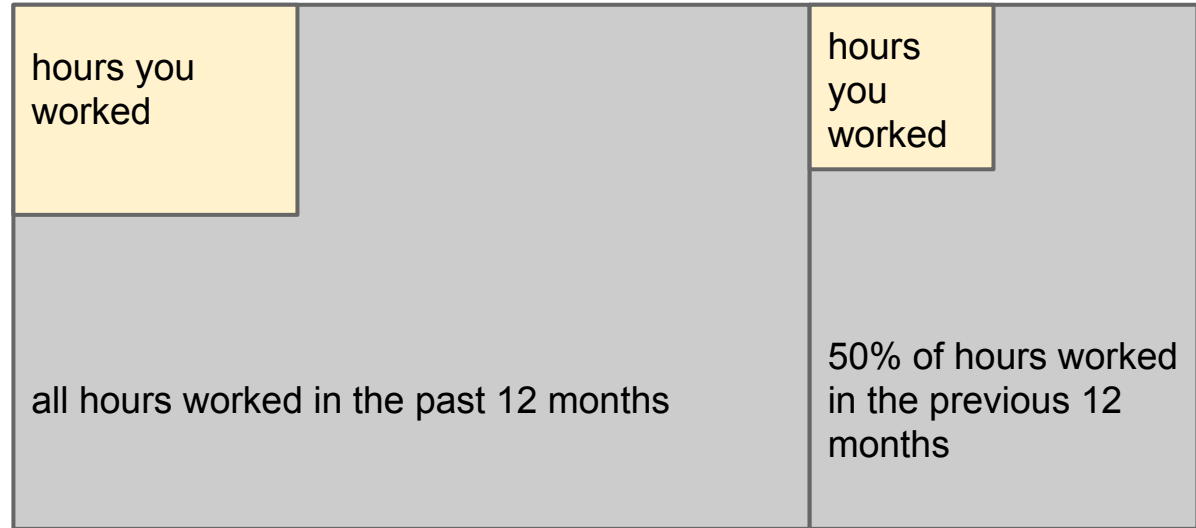 hours you
worked
all hours worked in the past 12 months
hours
you
worked
50% of hours worked
in the previous 12
months